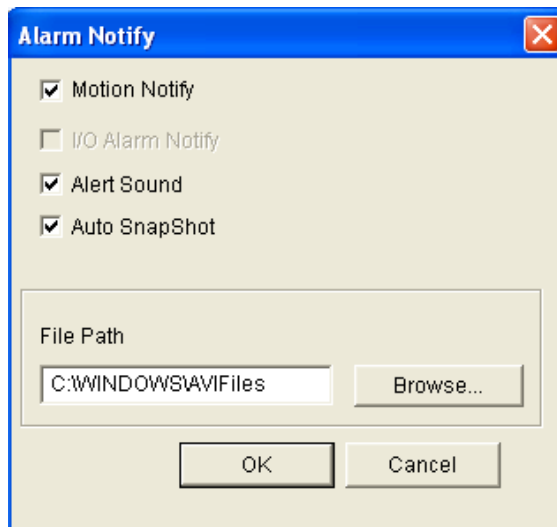 Alarm Notify
Motion Notify
I/O Alarm Notify
Alert Sound
Auto SnapShot
File Path
C:\WINDOWS\AVIFiles
Browse...
OK
Cancel